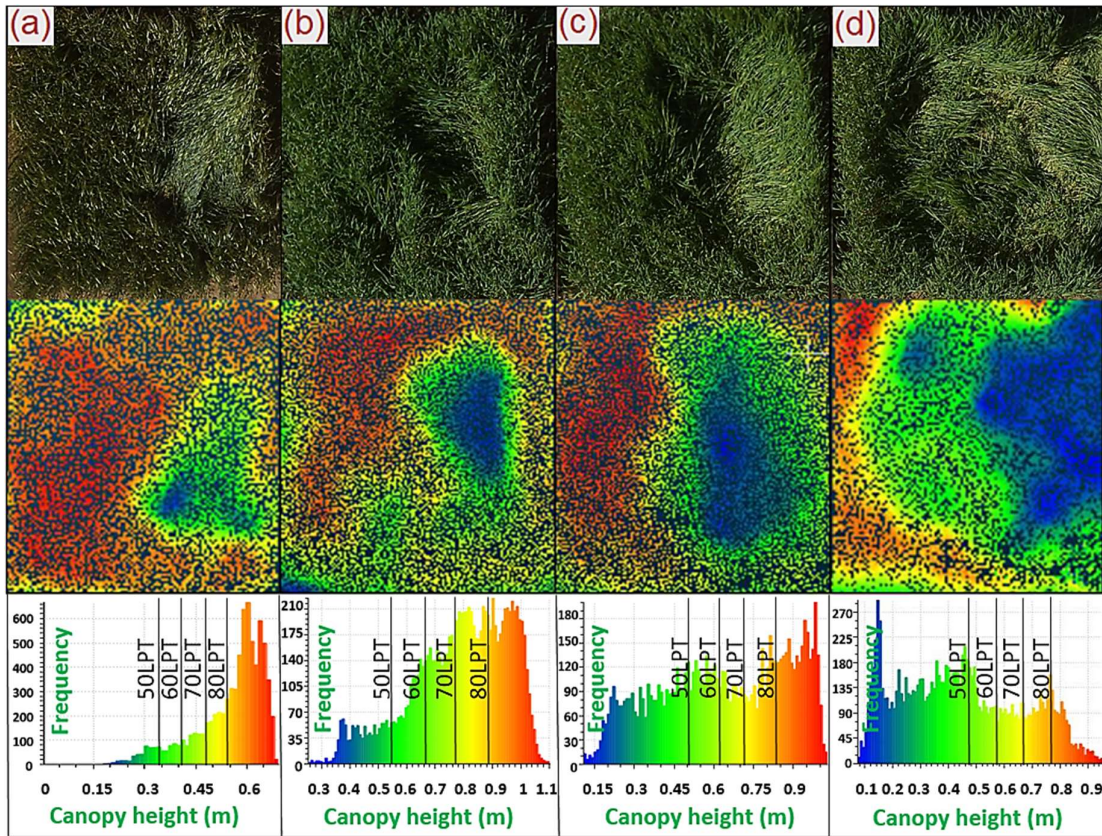 (a)
(b)
(c)
(d)
Frequency
600
500
400
300
200
100
0
50LPT
60LPT
70LPT
80LPT
0 0.15 0.3 0.45 0.6
Canopy height (m)
Frequency
210
175
140
105
70
35
0
50LPT
60LPT
70LPT
80LPT
0.3 0.4 0.5 0.6 0.7 0.8 0.9 1 1.1
Canopy height (m)
Frequency
180
150
120
90
60
30
0
50LPT
60LPT
70LPT
80LPT
0.15 0.3 0.45 0.6 0.75 0.9
Canopy height (m)
Frequency
270
225
180
135
90
45
0
50LPT
60LPT
70LPT
80LPT
0.1 0.2 0.3 0.4 0.5 0.6 0.7 0.8 0.9
Canopy height (m)